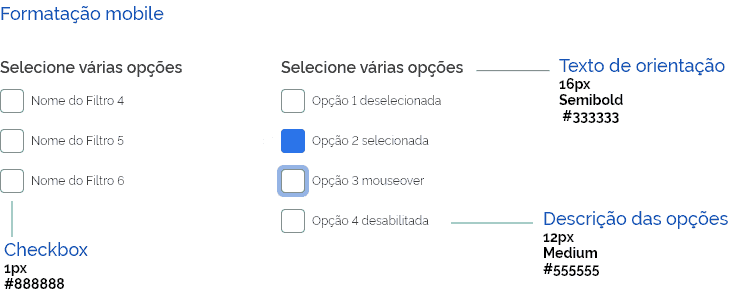 Formatação mobile
Selecione várias opções
Nome do Filtro 4
Nome do Filtro 5
Nome do Filtro 6
Checkbox
1px
#888888
Selecione várias opções
Opção 1 deselecionada
Opção 2 selecionada
Opção 3 mouseover
Opção 4 desabilitada
Texto de orientação
16px
Semibold
#333333
Descrição das opções
12px
Medium
#555555